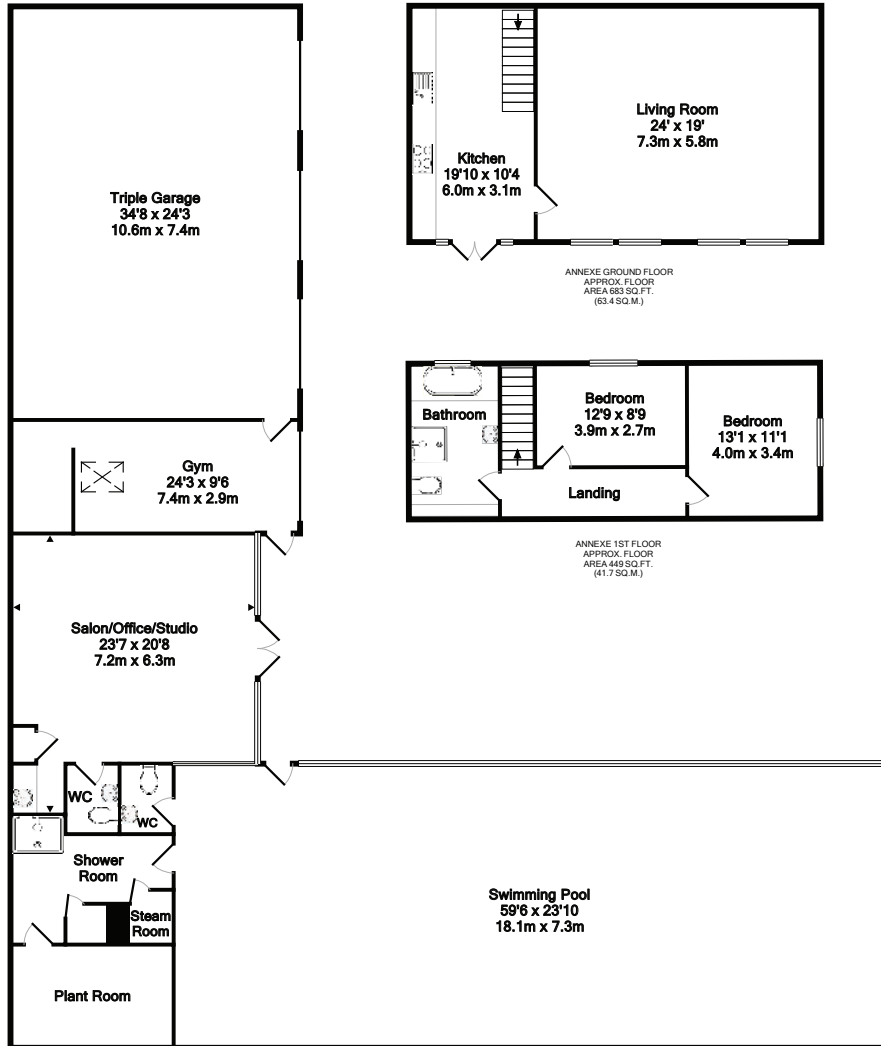 Triple Garage
34'8 x 24'3
10.6m x 7.4m
Kitchen
19'10 x 10'4
6.0m x 3.1m
Living Room
24' x 19'
7.3m x 5.8m
ANNEXE GROUND FLOOR
APPROX. FLOOR
AREA 683 SQ.FT.
(63.4 SQ.M.)
Bathroom
Bedroom
12'9 x 8'9
3.9m x 2.7m
Bedroom
13'1 x 11'1
4.0m x 3.4m
Landing
ANNEXE 1ST FLOOR
APPROX. FLOOR
AREA 449 SQ.FT.
(41.7 SQ.M.)
Gym
24'3 x 9'6
7.4m x 2.9m
Salon/Office/Studio
23'7 x 20'8
7.2m x 6.3m
WC
WC
Shower
Room
Steam
Room
Plant Room
Swimming Pool
59'6 x 23'10
18.1m x 7.3m